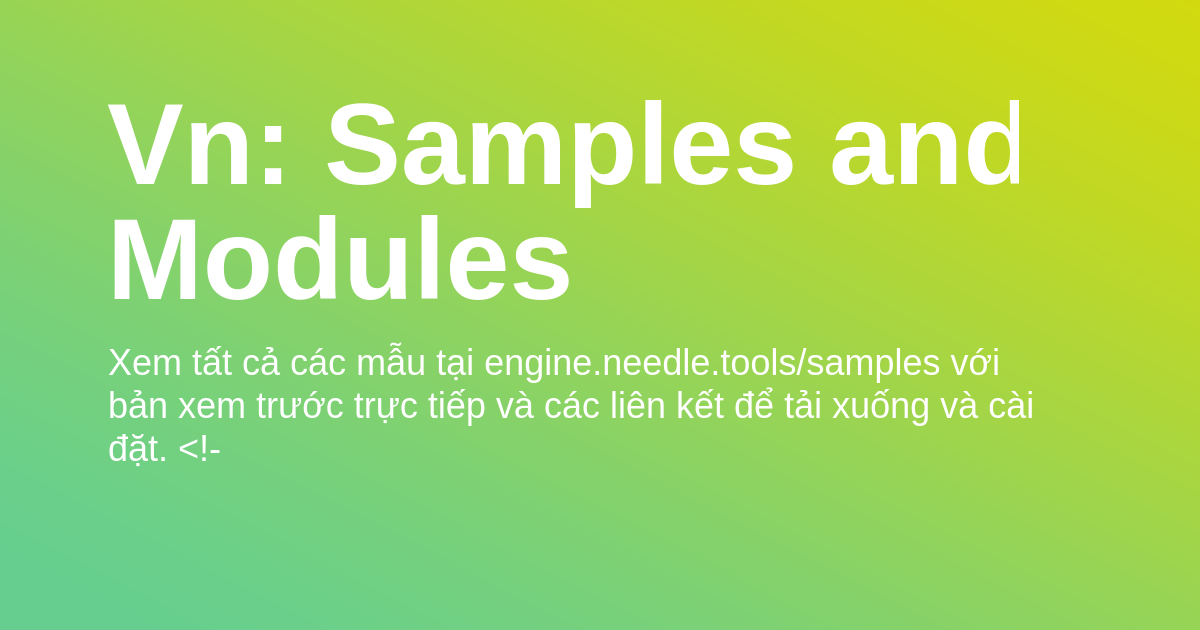 Vn: Samples and
Modules
Xem tất cả các mẫu tại engine.needle.tools/samples với
bản xem trước trực tiếp và các liên kết để tải xuống và cài
đặt. <!-